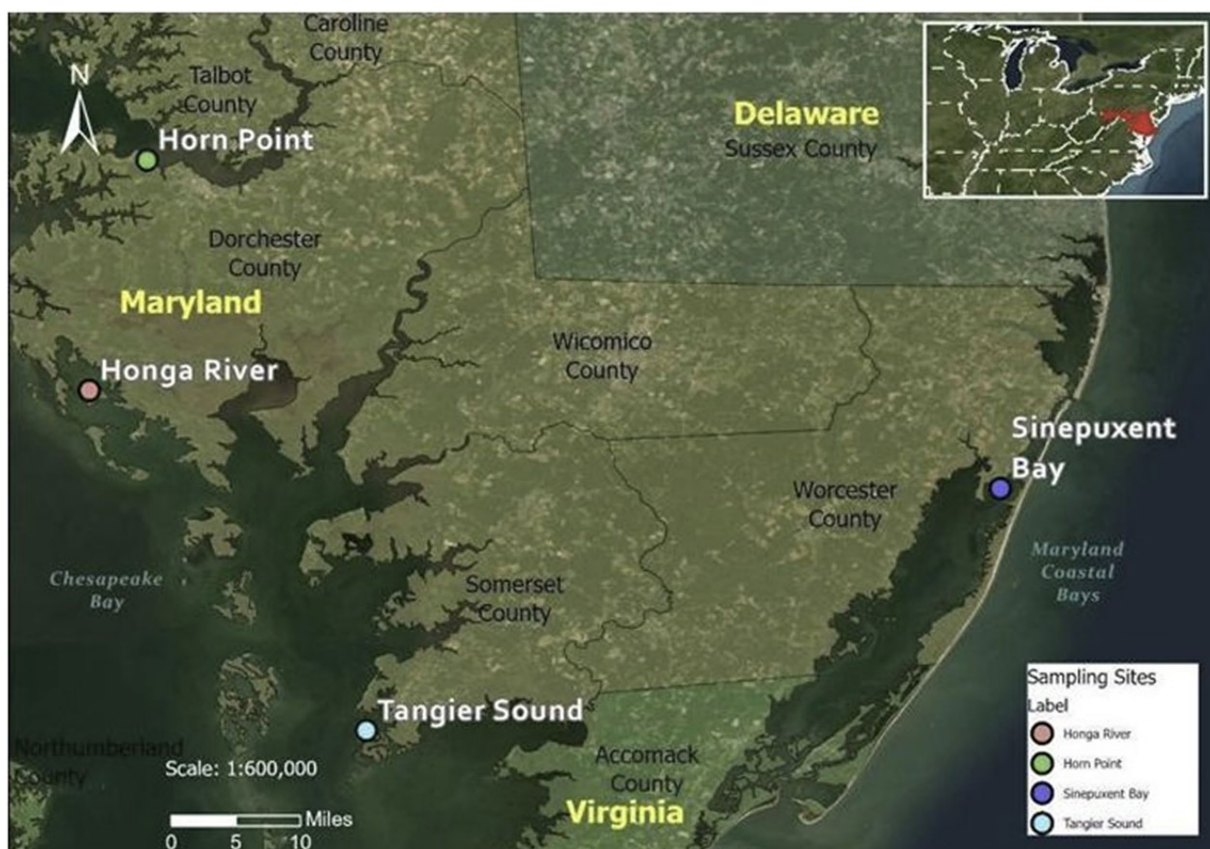 Caroline
County
Talbot
County
N
Horn Point
Delaware
Sussex County
Dorchester
County
Maryland
Honga River
Wicomico
County
Sinepuxent
Bay
Worcester
County
Maryland
Coastal
Bays
Chesapeake
Bay
Somerset
County
Tangier Sound
Northumberland
County
Scale: 1:600,000
Miles
0 5 10
Accomack
County
Virginia
Sampling Sites
Label
Honga River
Horn Point
Sinepuxent Bay
Tangier Sound